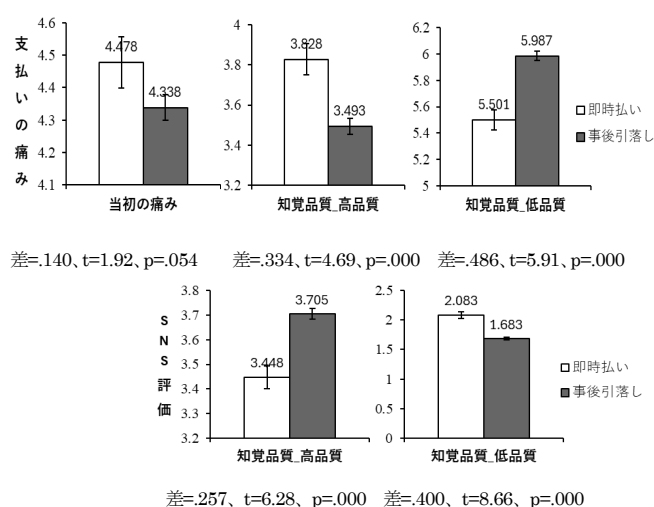 支払いの痛み
4.6
4.5
4.4
4.3
4.2
4.1
4.478
4.338
当初の痛み
4
3.8
3.6
3.4
3.2
3.828
3.493
知覚品質_高品質
6.2
6
5.8
5.6
5.4
5.2
5
5.501
5.987
知覚品質_低品質
即時払い
事後引落し
差=.140、t=1.92、p=.054
差=.334、t=4.69、p=.000
差=.486、t=5.91、p=.000
SNS評価
3.8
3.7
3.6
3.5
3.4
3.3
3.2
3.448
3.705
知覚品質_高品質
2.5
2
1.5
1
0.5
0
2.083
1.683
知覚品質_低品質
即時払い
事後引落し
差=.257、t=6.28、p=.000
差=.400、t=8.66、p=.000